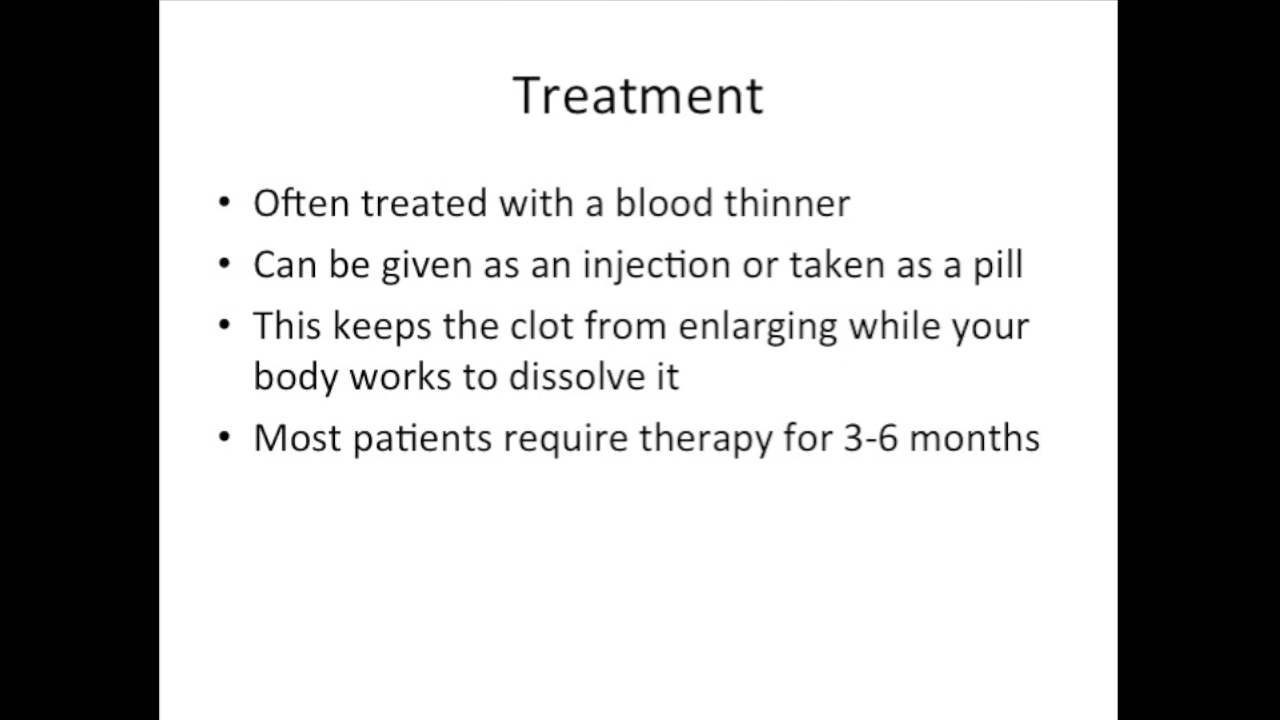 Treatment
• Often treated with a blood thinner
• Can be given as an injection or taken as a pill
• This keeps the clot from enlarging while your
body works to dissolve it
• Most patients require therapy for 3-6 months